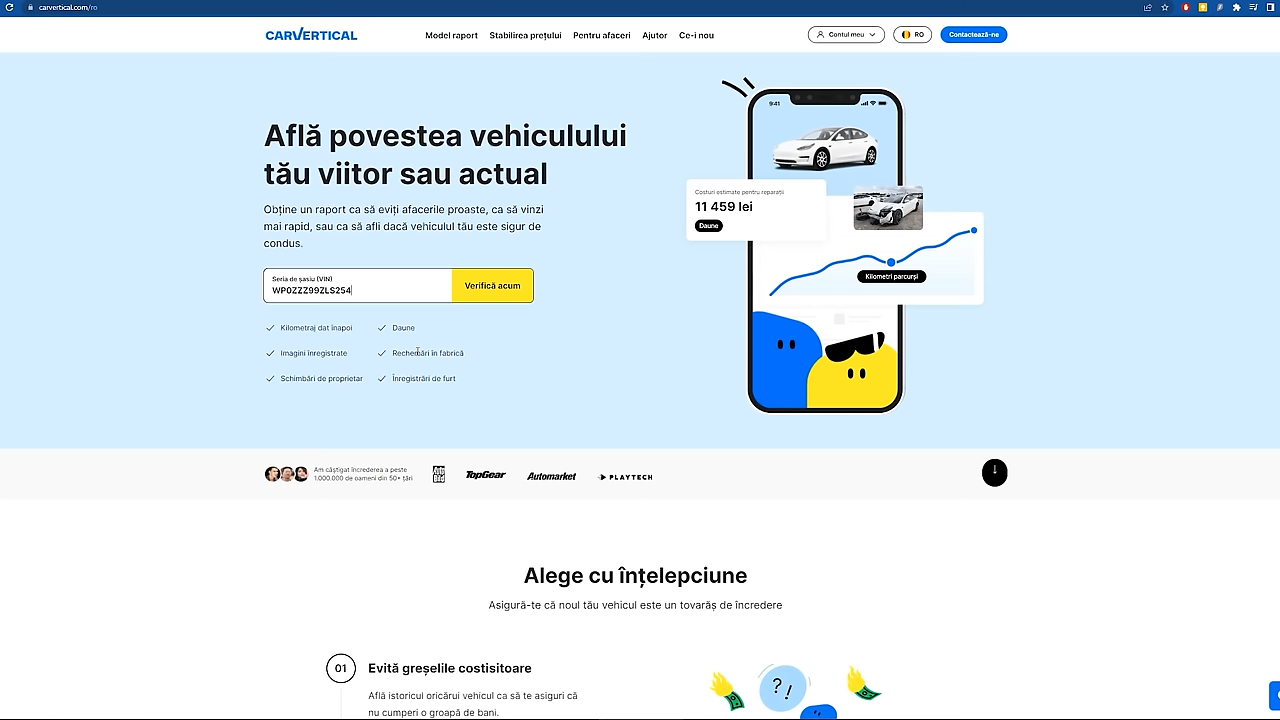 carvertical.com/ro
CARVERTICAL
Model raport
Stabilirea prețului
Pentru afaceri
Ajutor
Ce-i nou
Contul meu
RO
Contactează-ne
Află povestea vehiculului
tău viitor sau actual
Obține un raport ca să eviți afacerile proaste, ca să vinzi
mai rapid, sau ca să afli dacă vehiculul tău este sigur de
condus.
Seria de șasiu (VIN)
WP0ZZZ99ZLS254
Verifică acum
Kilometraj dat înapoi
Daune
Imagini înregistrate
Rechemări în fabrică
Schimbări de proprietar
Înregistrări de furt
9:41
Costuri estimate pentru reparații
11 459 lei
Daune
Kilometri parcurși
Am câștigat încrederea a peste
1.000.000 de oameni din 50+ țări
TopGear
Automarket
PLAYTECH
Alege cu înțelepciune
Asigură-te că noul tău vehicul este un tovarăș de încredere
01
Evită greșelile costisitoare
Află istoricul oricărui vehicul ca să te asiguri că
nu cumperi o groapă de bani.
?!